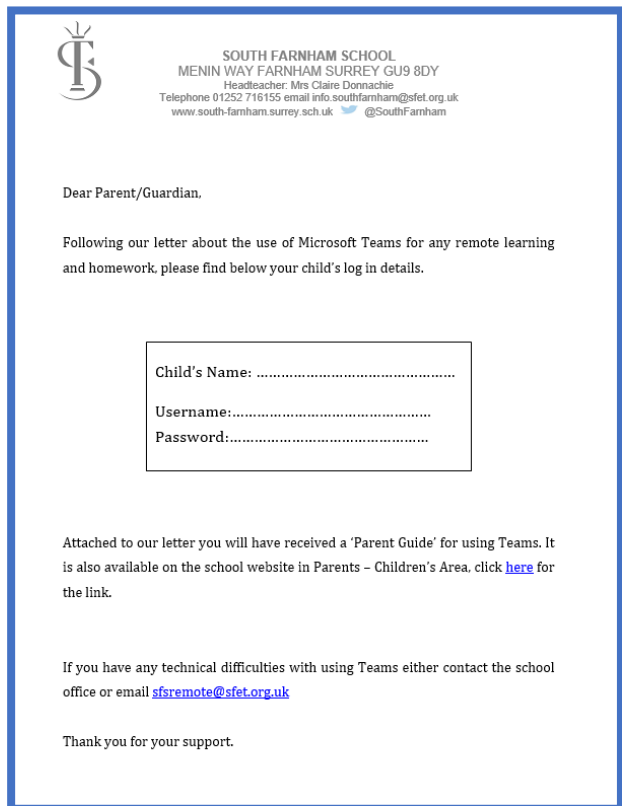 SOUTH FARNHAM SCHOOL
MENIN WAY FARNHAM SURREY GU9 8DY
Headteacher: Mrs Claire Donnachie
Telephone 01252 716155 email info.southfarnham@sfet.org.uk
www.south-farnham.surrey.sch.uk @SouthFarnham
Dear Parent/Guardian,
Following our letter about the use of Microsoft Teams for any remote learning
and homework, please find below your child's log in details.
Child's Name: …………………………………………
Username:…………………………………………
Password:…………………………………………
Attached to our letter you will have received a 'Parent Guide' for using Teams. It
is also available on the school website in Parents – Children's Area, click here for
the link.
If you have any technical difficulties with using Teams either contact the school
office or email sfsremote@sfet.org.uk
Thank you for your support.